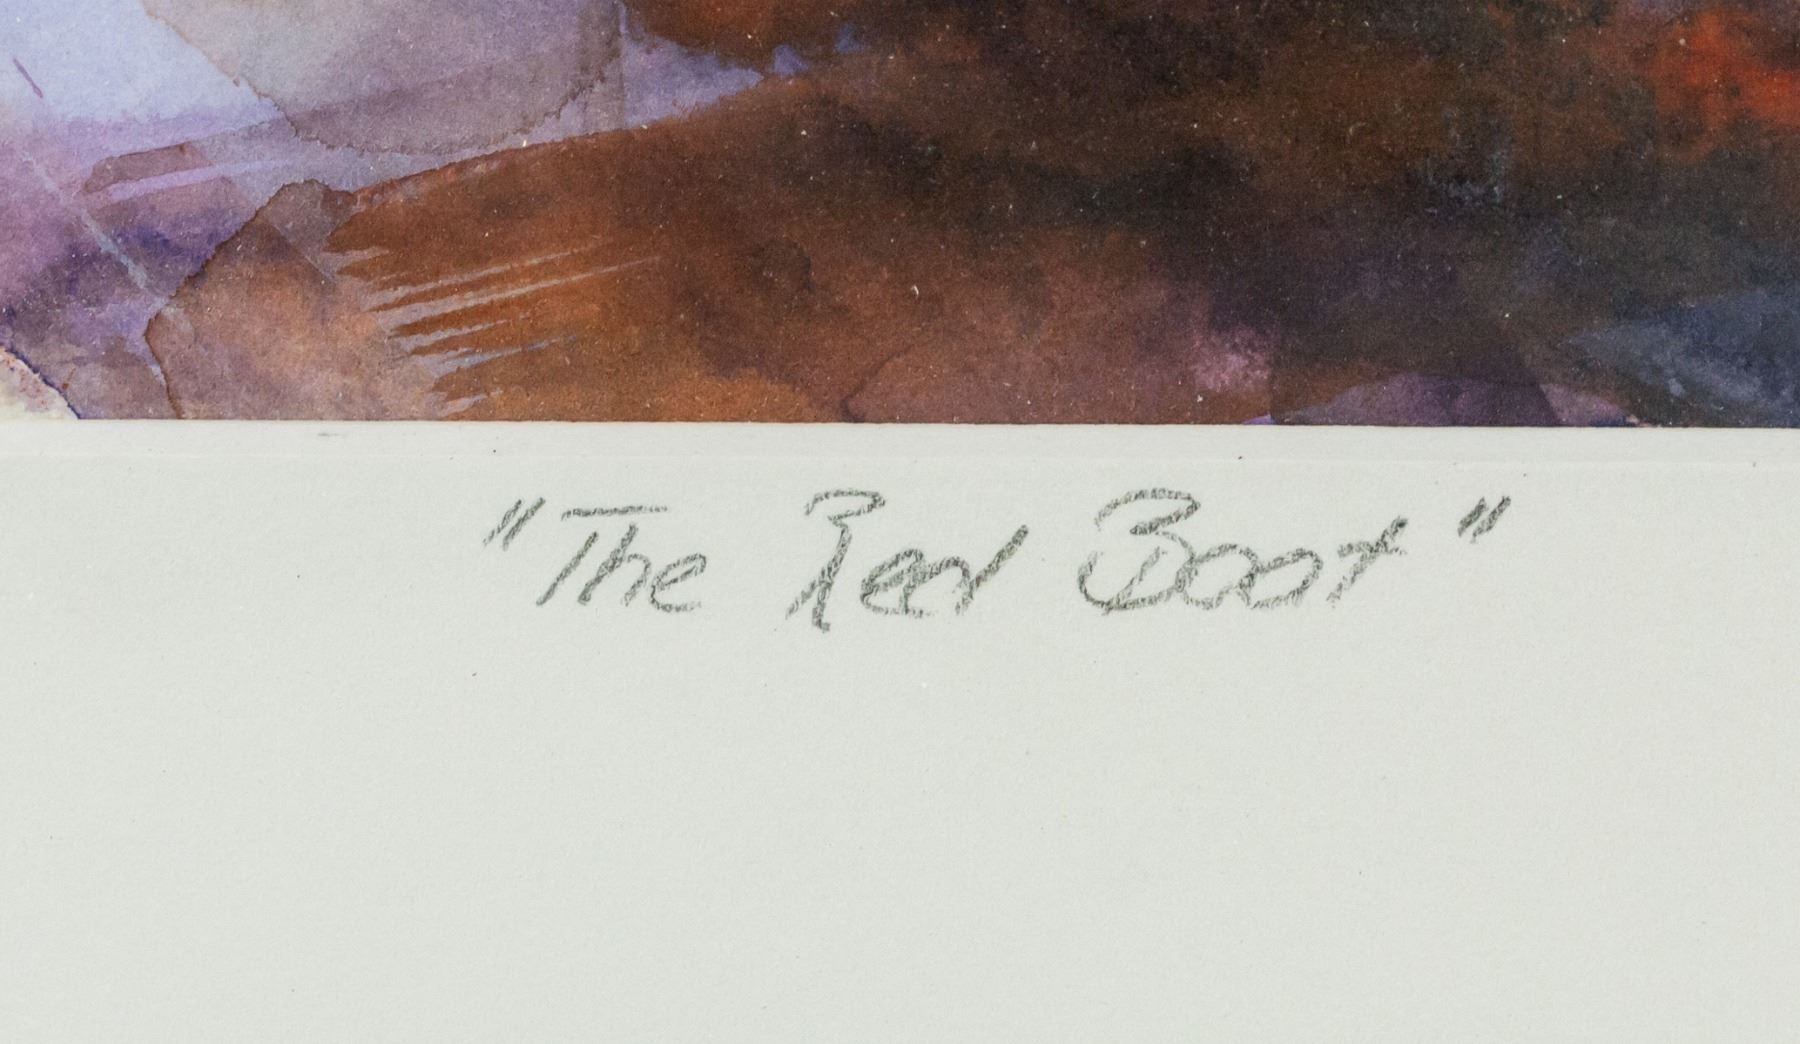 "The Red Boot"